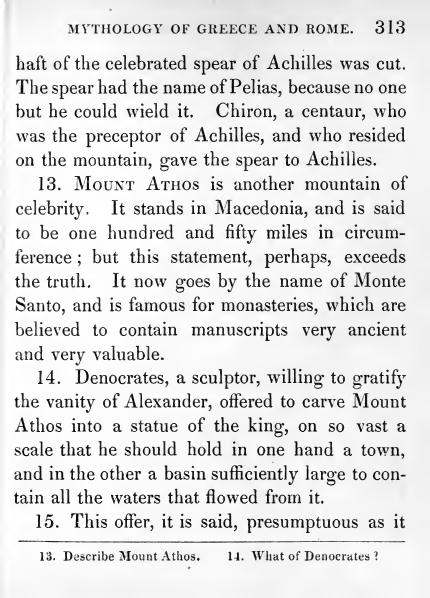 MYTHOLOGY OF GREECE AND ROME. 313
haft of the celebrated spear of Achilles was cut.
The spear had the name of Pelias, because no one
but he could wield it. Chiron, a centaur, who
was the preceptor of Achilles, and who resided
on the mountain, gave the spear to Achilles.
13. MOUNT ATHOS is another mountain of
celebrity. It stands in Macedonia, and is said
to be one hundred and fifty miles in circum-
ference ; but this statement, perhaps, exceeds
the truth. It now goes by the name of Monte
Santo, and is famous for monasteries, which are
believed to contain manuscripts very ancient
and very valuable.
14. Denocrates, a sculptor, willing to gratify
the vanity of Alexander, offered to carve Mount
Athos into a statue of the king, on so vast a
scale that he should hold in one hand a town,
and in the other a basin sufficiently large to con-
tain all the waters that flowed from it.
15. This offer, it is said, presumptuous as it
13. Describe Mount Athos. 14. What of Denocrates ?